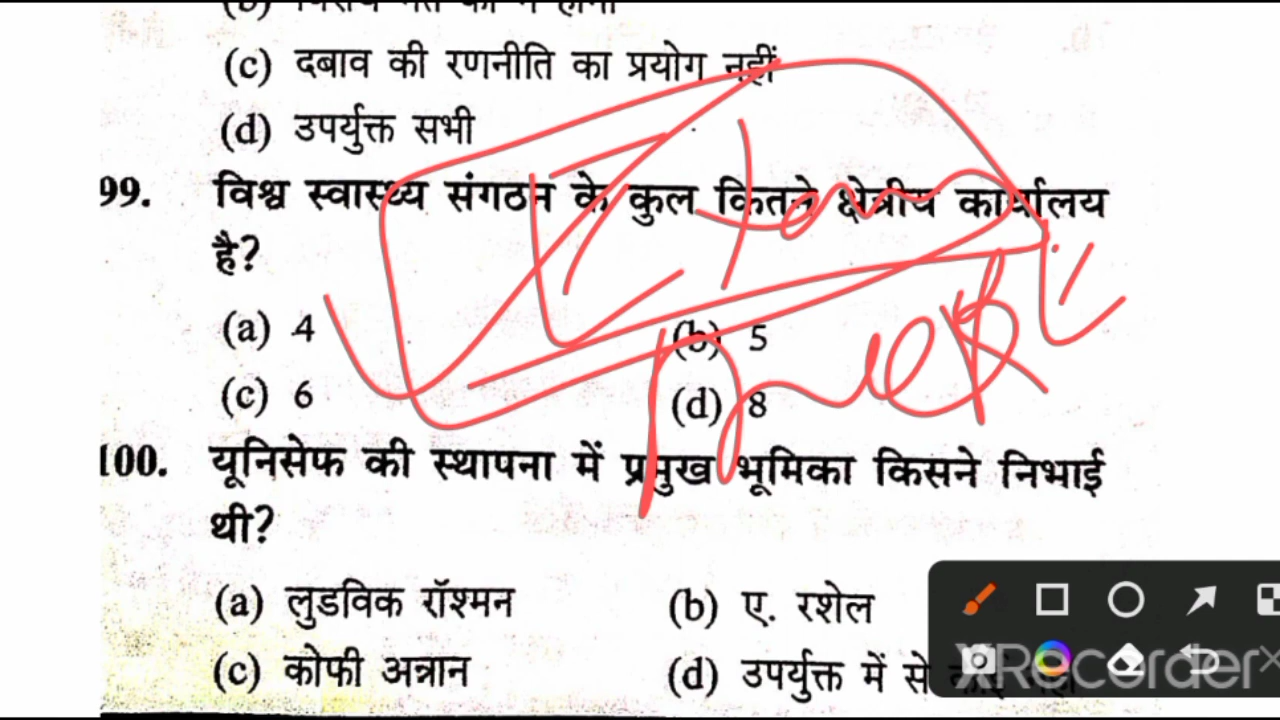 (c) दबाव की रणनीति का प्रयोग नहीं
(d) उपर्युक्त सभी
99. विश्व स्वास्थ्य संगठन के कुल कितने क्षेत्रीय कार्यालय
है?
(a) 4 (b) 5
(c) 6 (d) 8
100. यूनिसेफ की स्थापना में प्रमुख भूमिका किसने निभाई
थी?
(a) लुडविक रॉश्मन (b) ए. रशेल
(c) कोफी अन्नान (d) उपर्युक्त में से
XRecorder